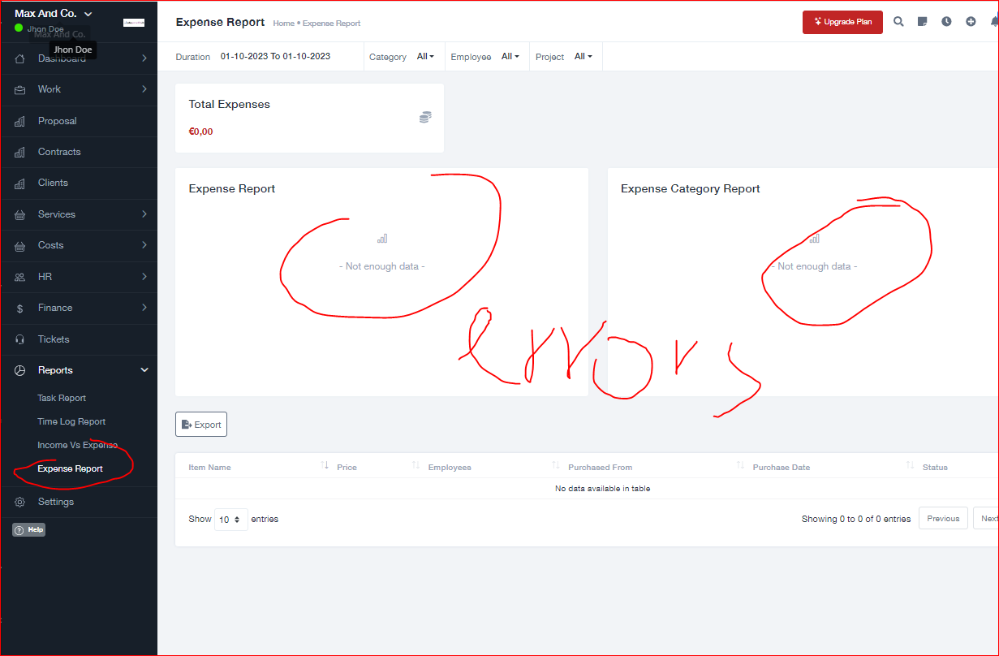 Max And Co.
Jhon Doe
Max And Co.
Jhon Doe
Dashboard
Work
Proposal
Contracts
Clients
Services
Costs
HR
Finance
Tickets
Reports
Task Report
Time Log Report
Income Vs Expense
Expense Report
Settings
Help
Expense Report Home • Expense Report Upgrade Plan
Duration 01-10-2023 To 01-10-2023 Category All Employee All Project All
Total Expenses
€0,00
Expense Report
- Not enough data -
Expense Category Report
- Not enough data -
errors
Export
Item Name Price Employees Purchased From Purchase Date Status
No data available in table
Show 10 entries Showing 0 to 0 of 0 entries Previous Next